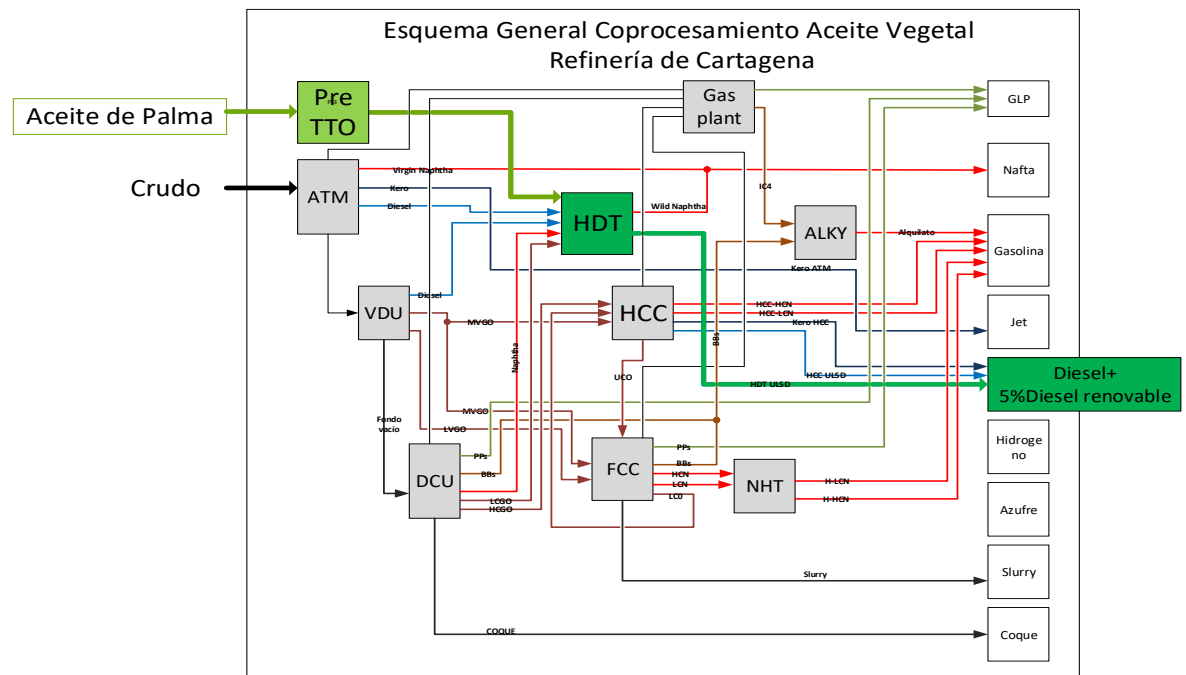 Esquema General Coprocesamiento Aceite Vegetal
Refinería de Cartagena
Aceite de Palma
Pre
TTO
Gas
plant
GLP
Crudo
ATM
Virgin Naphtha
Kero
Diesel
Nafta
IC4
HDT
Wild Naphtha
ALKY
Alquilato
Gasolina
Kero ATM
VDU
Diesel
MVGO
HCC
HCC-HCN
HCC-LCN
Kero HCC
Jet
Naphtha
BBs
UCO
HCC ULSD
HDT ULSD
Diesel+
5%Diesel renovable
Fondo
vacío
MVGO
LVGO
Hidroge
no
DCU
PPs
BBs
LCGO
HCGO
FCC
PPs
BBs
HCN
LCN
LCO
NHT
H-LCN
H-HCN
Azufre
Slurry
Slurry
COQUE
Coque